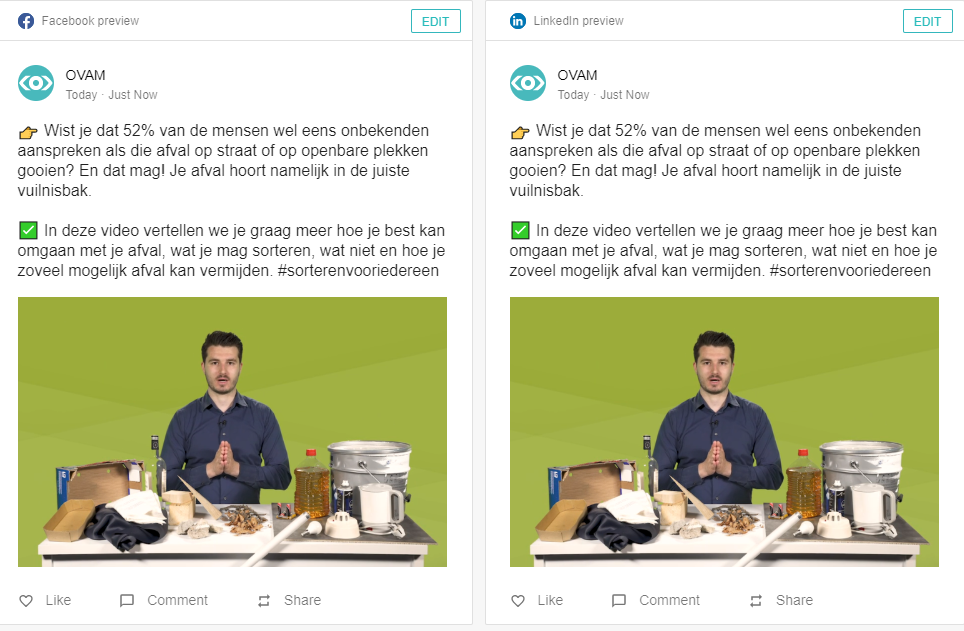 Facebook preview
EDIT
OVAM
Today · Just Now
👉 Wist je dat 52% van de mensen wel eens onbekenden
aanspreken als die afval op straat of op openbare plekken
gooien? En dat mag! Je afval hoort namelijk in de juiste
vuilnisbak.
✅ In deze video vertellen we je graag meer hoe je best kan
omgaan met je afval, wat je mag sorteren, wat niet en hoe je
zoveel mogelijk afval kan vermijden. #sorterenvooriedereen
Like
Comment
Share
LinkedIn preview
EDIT
OVAM
Today · Just Now
👉 Wist je dat 52% van de mensen wel eens onbekenden
aanspreken als die afval op straat of op openbare plekken
gooien? En dat mag! Je afval hoort namelijk in de juiste
vuilnisbak.
✅ In deze video vertellen we je graag meer hoe je best kan
omgaan met je afval, wat je mag sorteren, wat niet en hoe je
zoveel mogelijk afval kan vermijden. #sorterenvooriedereen
Like
Comment
Share